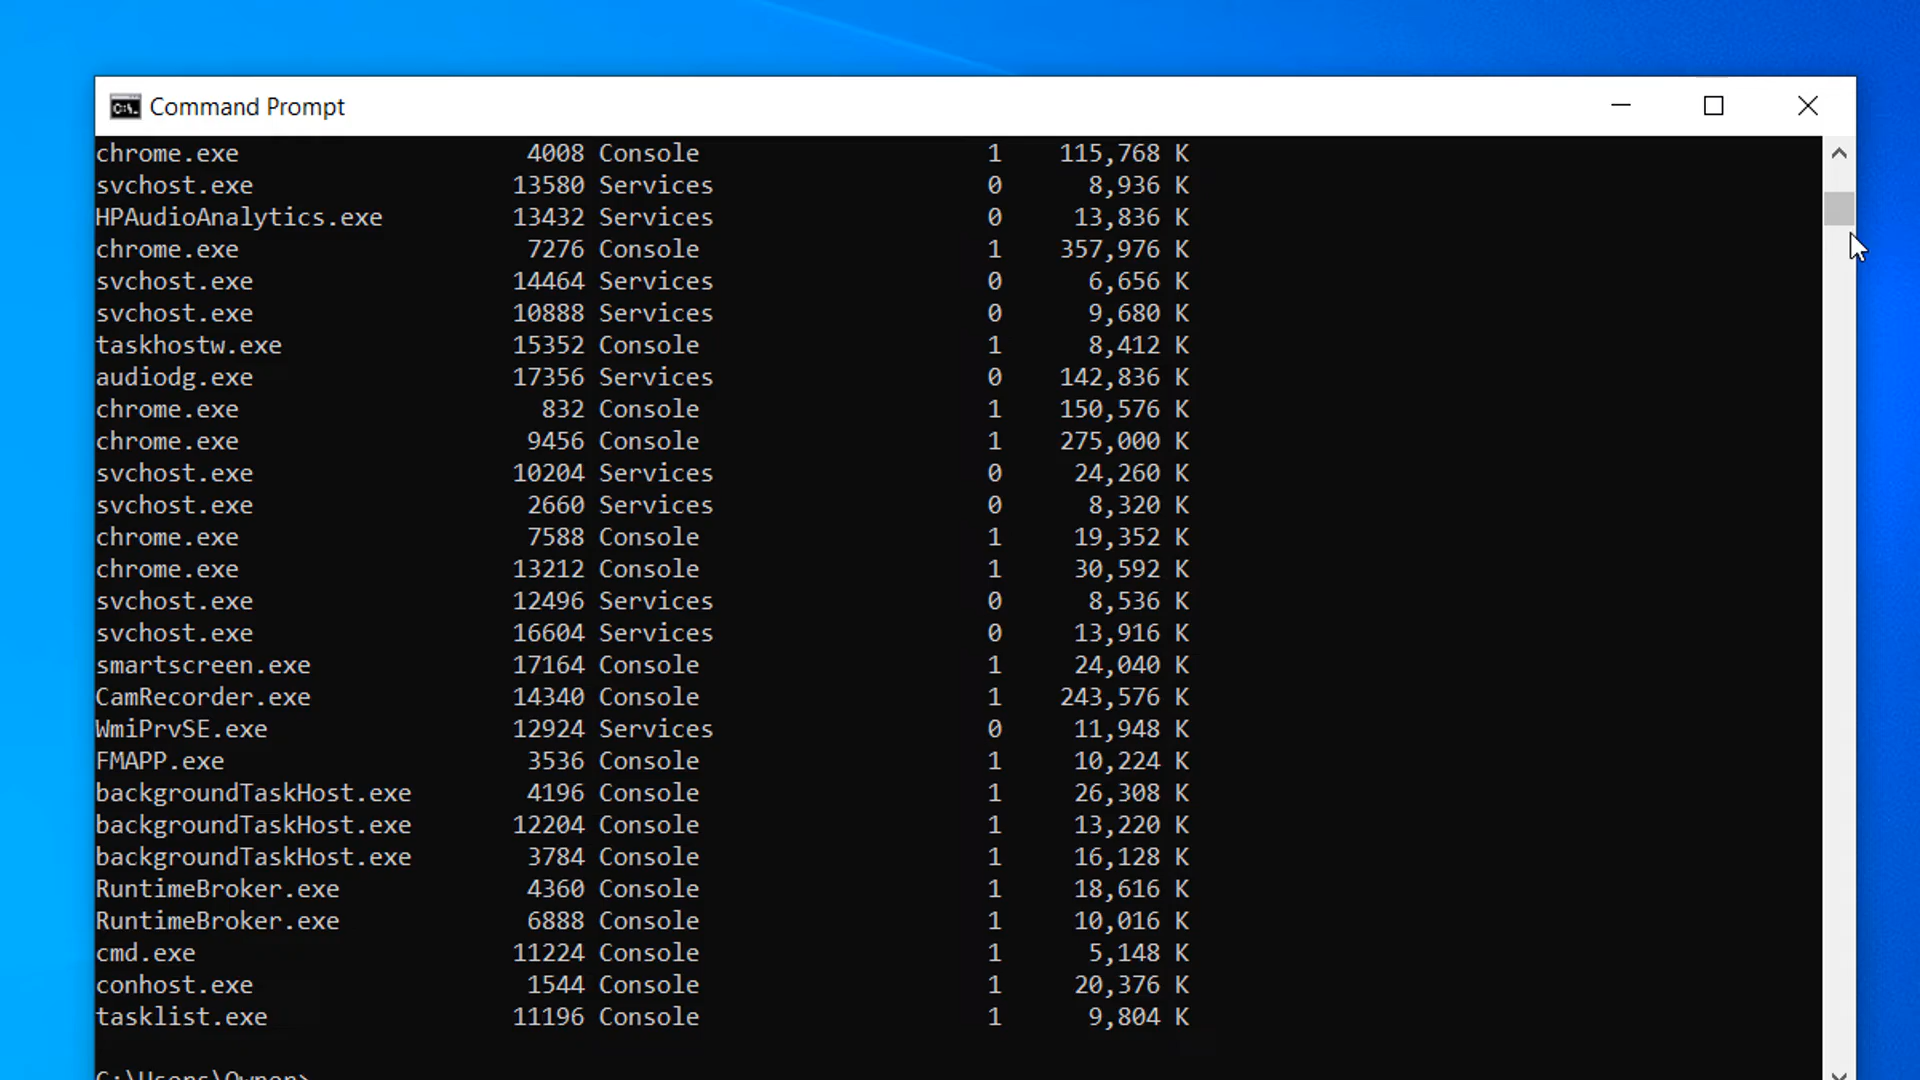 Command Prompt
chrome.exe 4008 Console 1 115,768 K
svchost.exe 13580 Services 0 8,936 K
HPAudioAnalytics.exe 13432 Services 0 13,836 K
chrome.exe 7276 Console 1 357,976 K
svchost.exe 14464 Services 0 6,656 K
svchost.exe 10888 Services 0 9,680 K
taskhostw.exe 15352 Console 1 8,412 K
audiodg.exe 17356 Services 0 142,836 K
chrome.exe 832 Console 1 150,576 K
chrome.exe 9456 Console 1 275,000 K
svchost.exe 10204 Services 0 24,260 K
svchost.exe 2660 Services 0 8,320 K
chrome.exe 7588 Console 1 19,352 K
chrome.exe 13212 Console 1 30,592 K
svchost.exe 12496 Services 0 8,536 K
svchost.exe 16604 Services 0 13,916 K
smartscreen.exe 17164 Console 1 24,040 K
CamRecorder.exe 14340 Console 1 243,576 K
WmiPrvSE.exe 12924 Services 0 11,948 K
FMAPP.exe 3536 Console 1 10,224 K
backgroundTaskHost.exe 4196 Console 1 26,308 K
backgroundTaskHost.exe 12204 Console 1 13,220 K
backgroundTaskHost.exe 3784 Console 1 16,128 K
RuntimeBroker.exe 4360 Console 1 18,616 K
RuntimeBroker.exe 6888 Console 1 10,016 K
cmd.exe 11224 Console 1 5,148 K
conhost.exe 1544 Console 1 20,376 K
tasklist.exe 11196 Console 1 9,804 K
C:\Users\Owner>